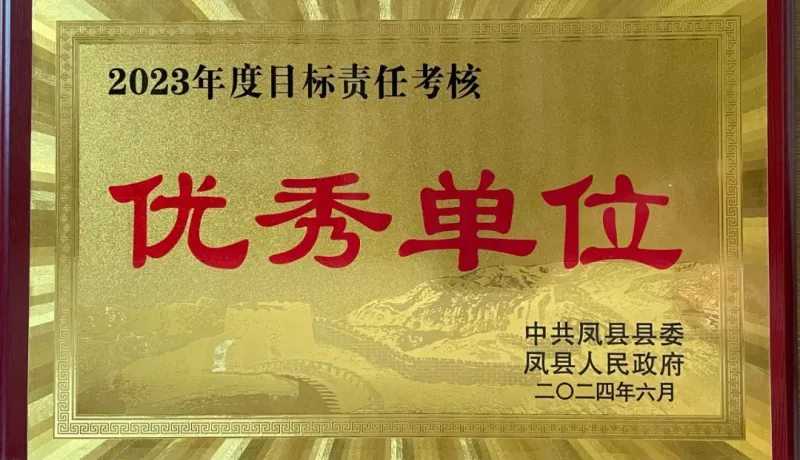 2023年度目标责任考核
优秀单位
中共凤县县委
凤县人民政府
二〇二四年六月